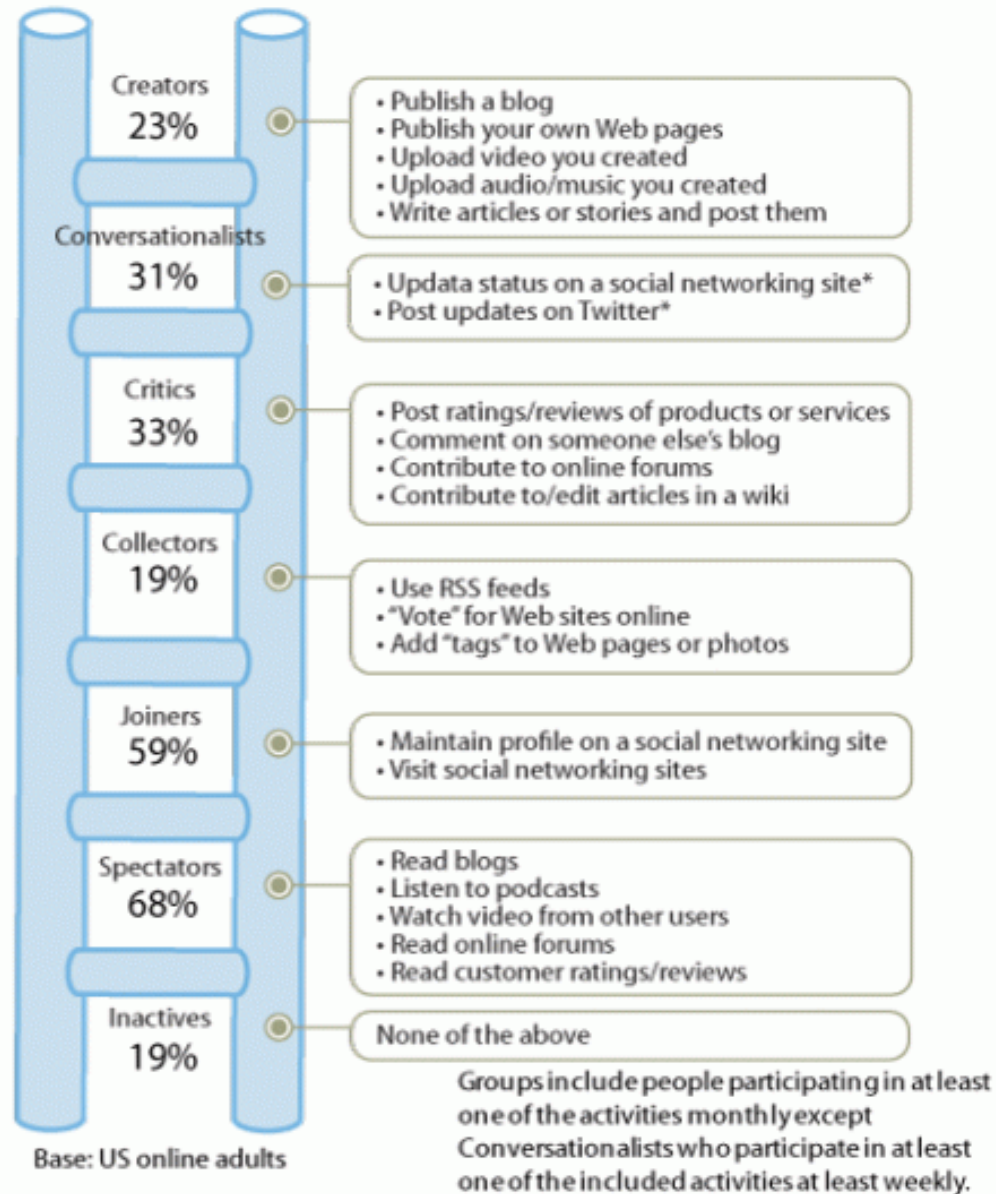 Creators
23%
• Publish a blog
• Publish your own Web pages
• Upload video you created
• Upload audio/music you created
• Write articles or stories and post them
Conversationalists
31%
• Updata status on a social networking site*
• Post updates on Twitter*
Critics
33%
• Post ratings/reviews of products or services
• Comment on someone else's blog
• Contribute to online forums
• Contribute to/edit articles in a wiki
Collectors
19%
• Use RSS feeds
• "Vote" for Web sites online
• Add "tags" to Web pages or photos
Joiners
59%
• Maintain profile on a social networking site
• Visit social networking sites
Spectators
68%
• Read blogs
• Listen to podcasts
• Watch video from other users
• Read online forums
• Read customer ratings/reviews
Inactives
19%
None of the above
Groups include people participating in at least
one of the activities monthly except
Conversationalists who participate in at least
one of the included activities at least weekly.
Base: US online adults